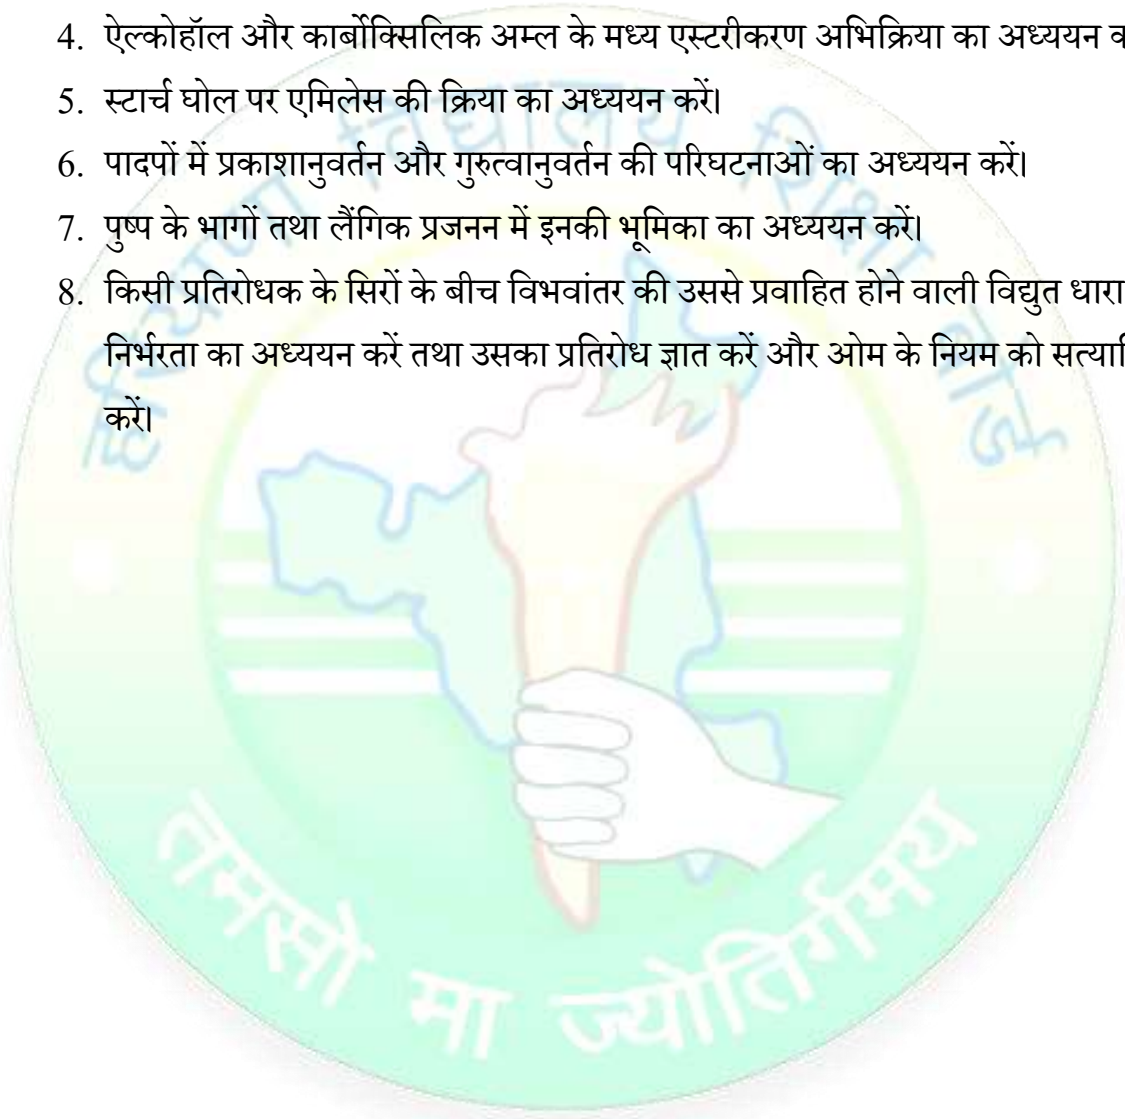 4. ऐल्कोहॉल और कार्बोक्सिलिक अम्ल के मध्य एस्टरीकरण अभिक्रिया का अध्ययन
5. स्टार्च घोल पर एमिलेस की क्रिया का अध्ययन करें।
6. पादपों में प्रकाशानुवर्तन और गुरुत्वानुवर्तन की परिघटनाओं का अध्ययन करें।
7. पुष्प के भागों तथा लैंगिक प्रजनन में इनकी भूमिका का अध्ययन करें।
8. किसी प्रतिरोधक के सिरों के बीच विभवांतर की उससे प्रवाहित होने वाली विद्युत धारा
निर्भरता का अध्ययन करें तथा उसका प्रतिरोध ज्ञात करें और ओम के नियम को
करें।
हरियाणा विद्यालय शिक्षा बोर्ड
तमसो मा ज्योतिर्गमय